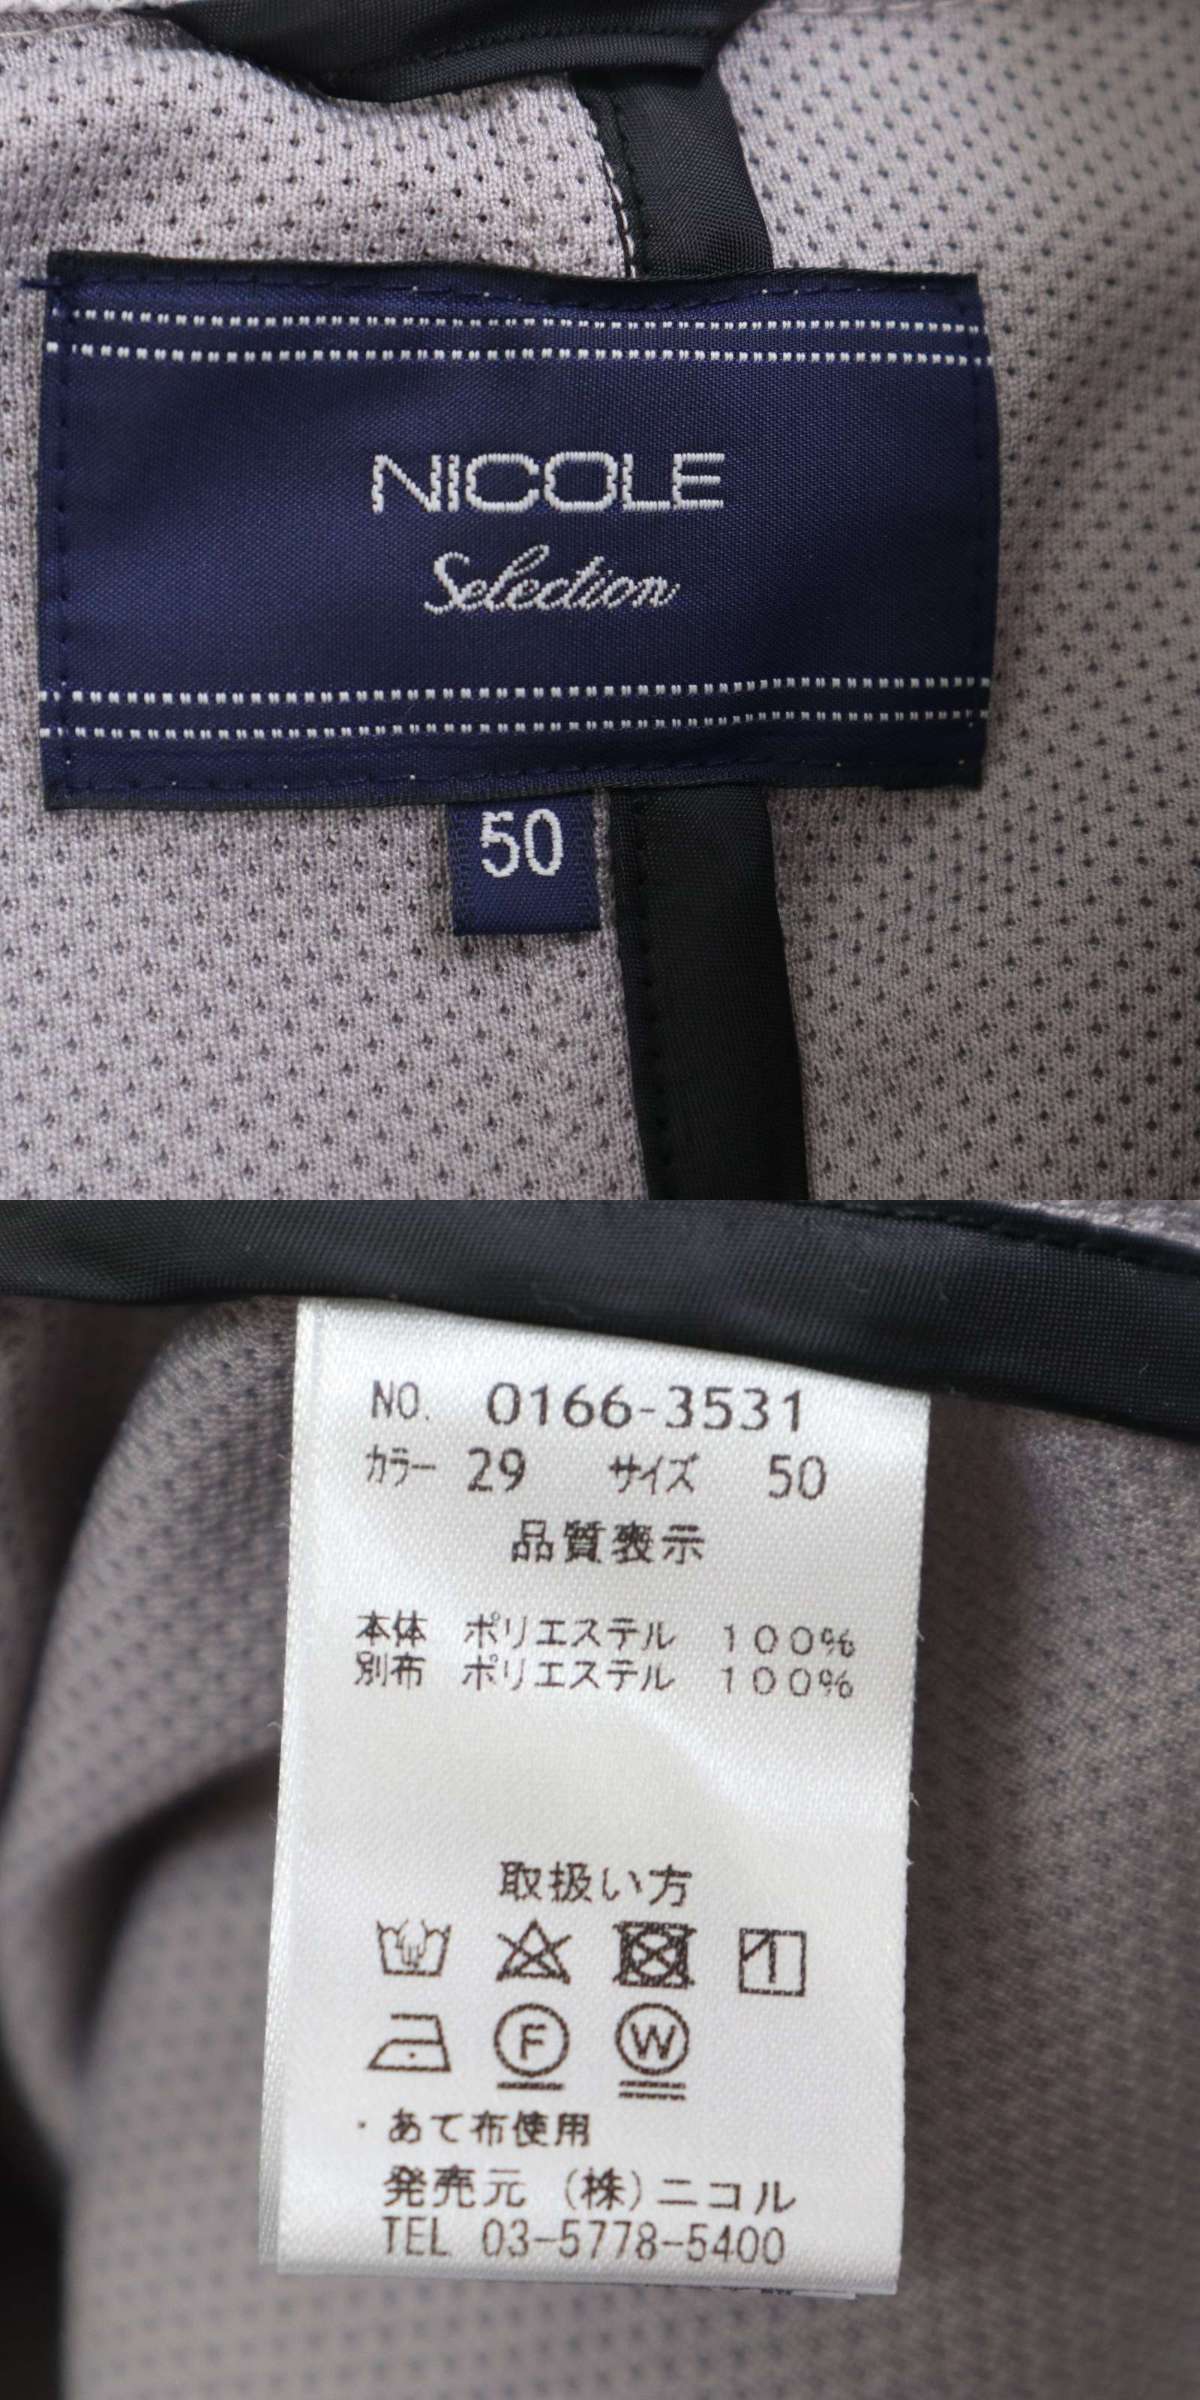 NICOLE
Selection
50
NO. 0166-3531
カラー 29 サイズ 50
品質表示
本体 ポリエステル 100%
別布 ポリエステル 100%
取扱い方
F W
・あて布使用
発売元 (株)ニコル
TEL 03-5778-5400